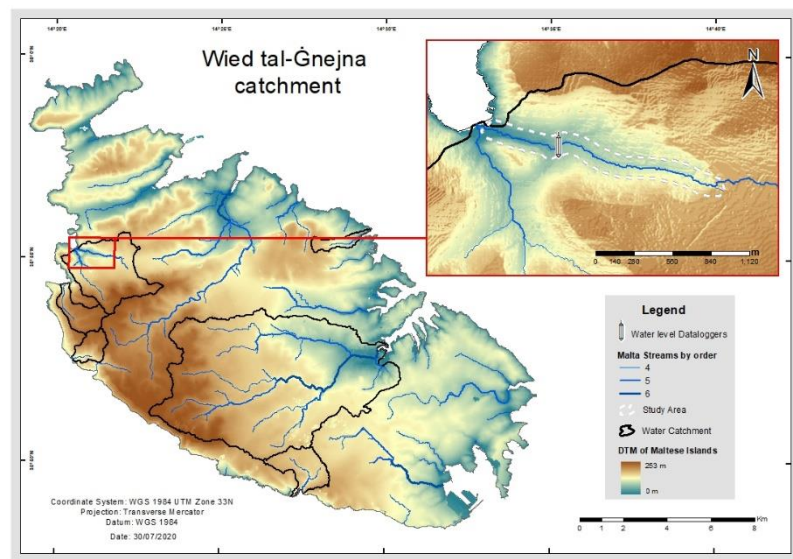 Wied tal-Ġnejna
catchment
N
0 140 280 560 840 1,120
m
Legend
Water level Dataloggers
Malta Streams by order
4
5
6
Study Area
Water Catchment
DTM of Maltese Islands
253 m
0 m
Coordinate System: WGS 1984 UTM Zone 33N
Projection: Transverse Mercator
Datum: WGS 1984
Date: 30/07/2020
0 1 2 4 6 8
Km